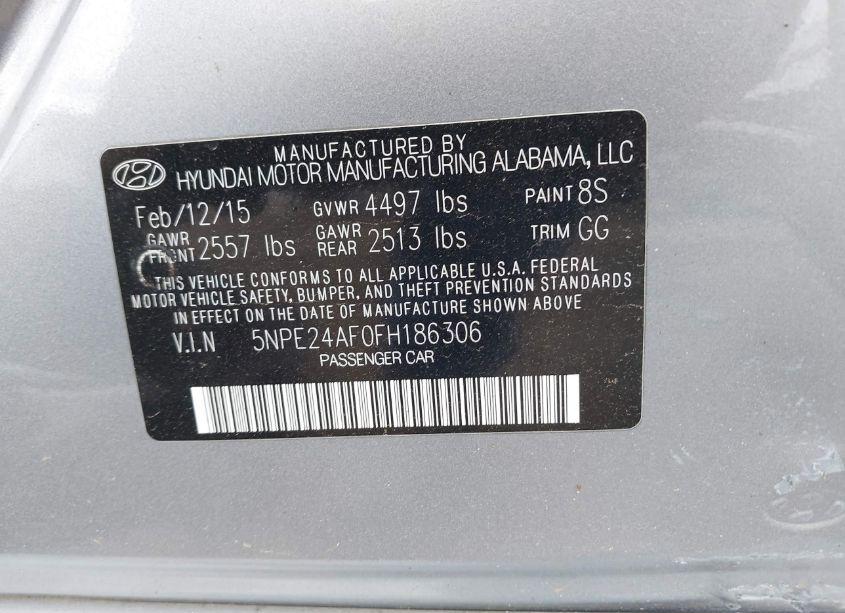 MANUFACTURED BY
HYUNDAI MOTOR MANUFACTURING ALABAMA, LLC
Feb/12/15 GVWR 4497 lbs PAINT 8S
GAWR FRONT 2557 lbs GAWR REAR 2513 lbs TRIM GG
THIS VEHICLE CONFORMS TO ALL APPLICABLE U.S.A. FEDERAL
MOTOR VEHICLE SAFETY, BUMPER, AND THEFT PREVENTION STANDARDS
IN EFFECT ON THE DATE OF MANUFACTURE SHOWN ABOVE
V.I.N 5NPE24AF0FH186306
PASSENGER CAR